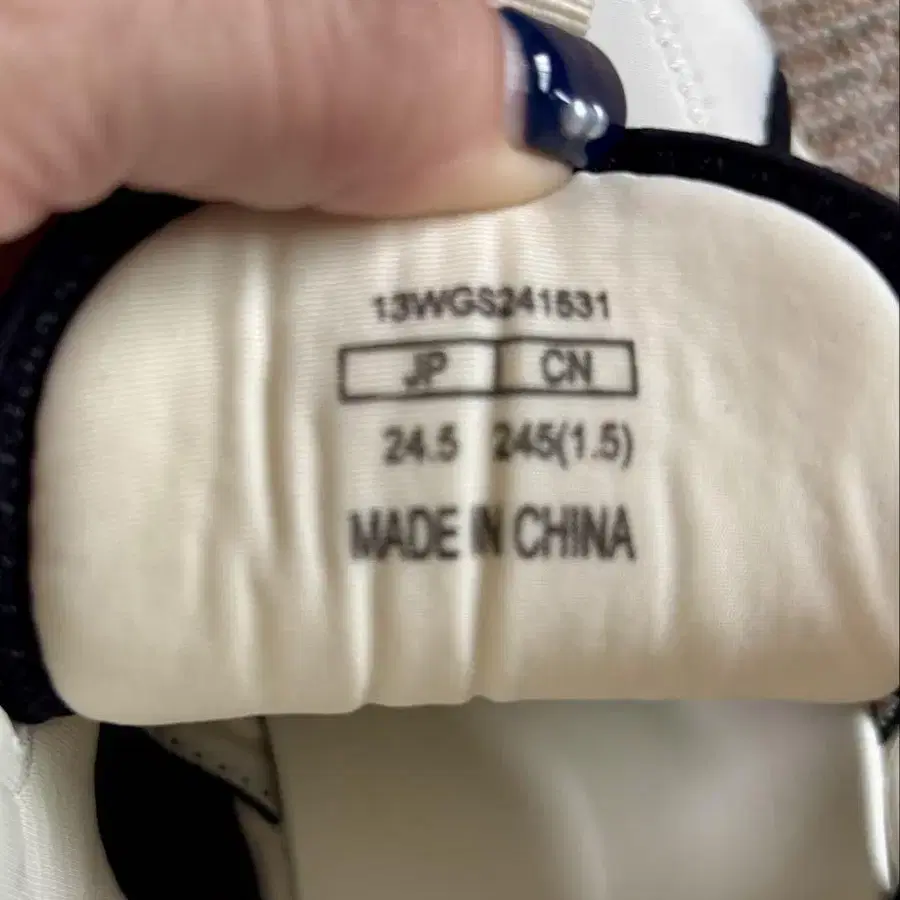 13WGS241531
JP CN
24.5 245(1.5)
MADE IN CHINA